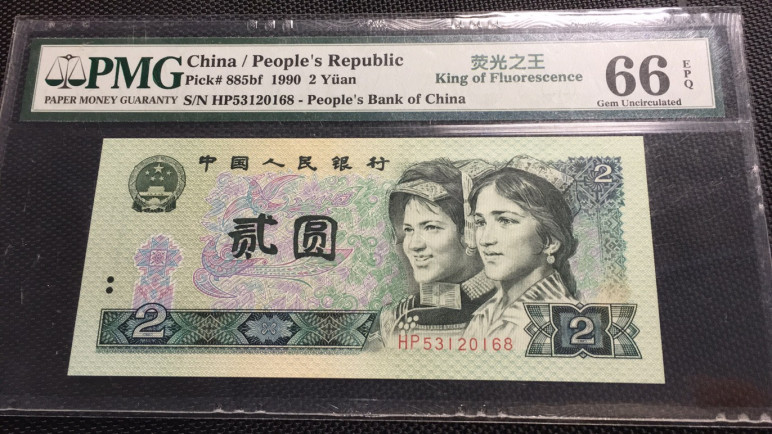 PMG
PAPER MONEY GUARANTY
China / People's Republic
Pick# 885bf 1990 2 Yüan
S/N HP53120168 - People's Bank of China
荧光之王
King of Fluorescence
66 EPQ
Gem Uncirculated
中国人民银行
2
贰圆
2
HP53120168
2